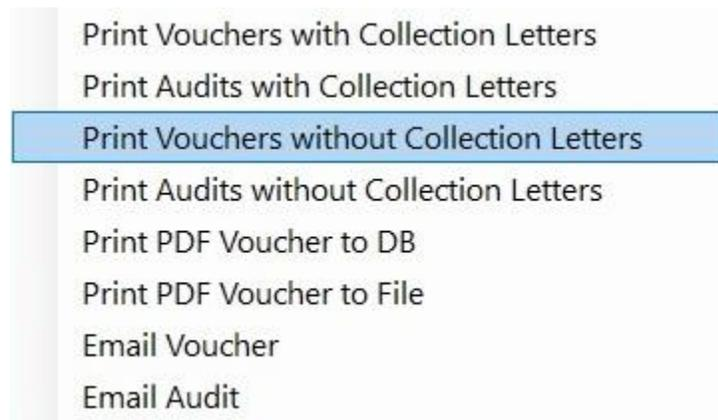 Print Vouchers with Collection Letters
Print Audits with Collection Letters
Print Vouchers without Collection Letters
Print Audits without Collection Letters
Print PDF Voucher to DB
Print PDF Voucher to File
Email Voucher
Email Audit